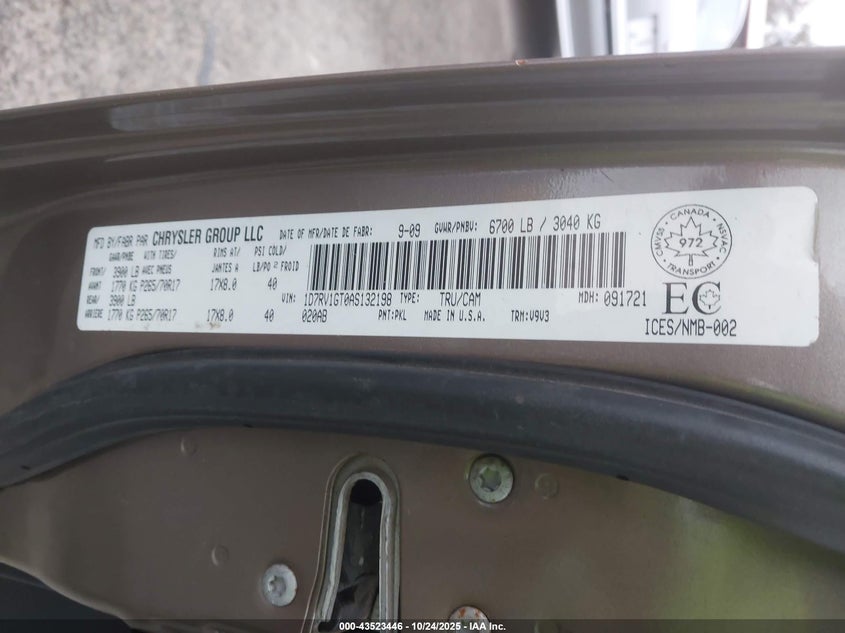 MFD BY/FABR PAR CHRYSLER GROUP LLC DATE OF MFR/DATE DE FABR: 9-09 GVWR/PNBV: 6700 LB / 3040 KG
GAWR/PNBE WITH TIRES/ RIMS AT/ PSI COLD/
FRONT/ 3900 LB AVEC PNEUS JANTES A LB/PO² FROID
AVANT 1770 KG P265/70R17 17X8.0 40
REAR/ 3900 LB
ARRIERE 1770 KG P265/70R17 17X8.0 40
VIN: 1D7RV1GT0AS132198 TYPE: TRU/CAM MDH: 091721
020AB PNT:PKL MADE IN U.S.A. TRM:V9V3
CANADA
CMVSS 972 NSVAC
TRANSPORT
EC
ICES/NMB-002
000-43523446 - 10/24/2025 - IAA Inc.